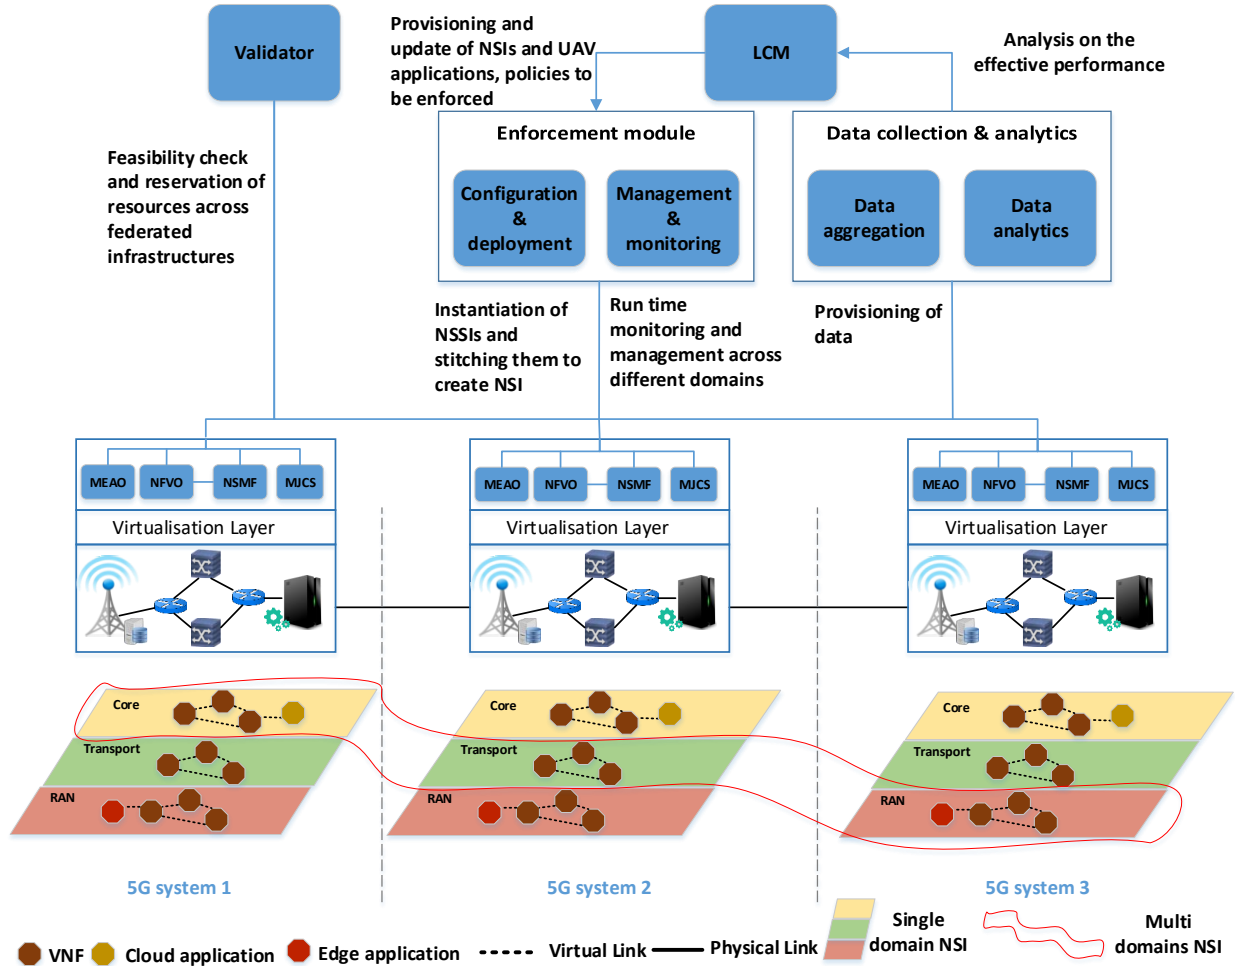 Validator
Provisioning and
update of NSIs and UAV
applications, policies to
be enforced
LCM
Analysis on the
effective performance
Feasibility check
and reservation of
resources across
federated
infrastructures
Enforcement module
Configuration
&
deployment
Management
&
monitoring
Data collection & analytics
Data
aggregation
Data
analytics
Instantiation of
NSSIs and
stitching them to
create NSI
Run time
monitoring and
management across
different domains
Provisioning of
data
MEAO
NFVO
NSMF
MJCS
Virtualisation Layer
MEAO
NFVO
NSMF
MJCS
Virtualisation Layer
MEAO
NFVO
NSMF
MJCS
Virtualisation Layer
Core
Transport
RAN
5G system 1
Core
Transport
RAN
5G system 2
Core
Transport
RAN
5G system 3
VNF
Cloud application
Edge application
Virtual Link
Physical Link
Single
domain NSI
Multi
domains NSI